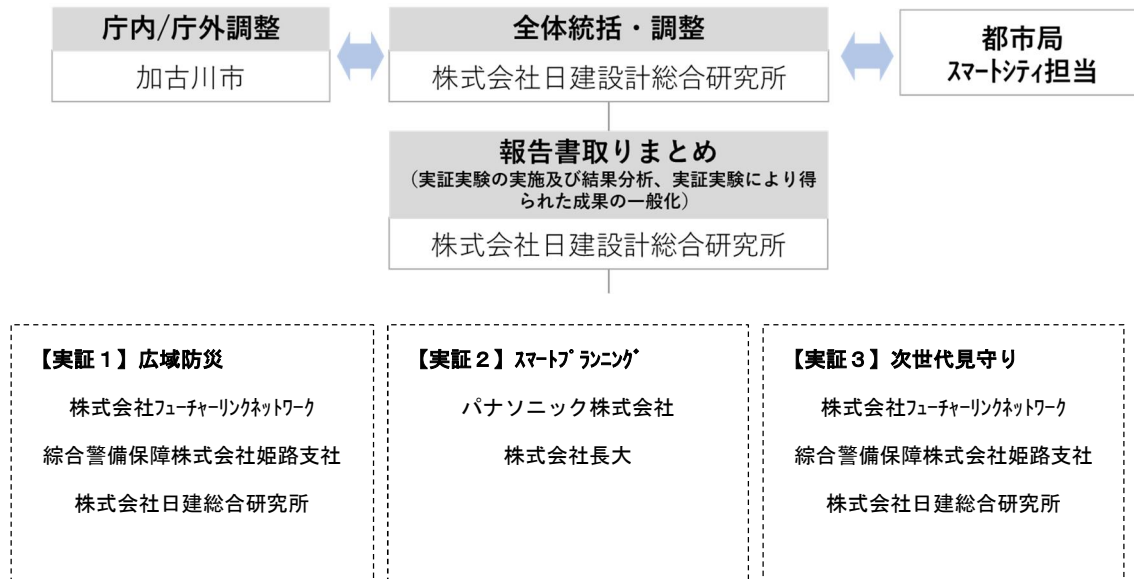 庁内/庁外調整
加古川市
全体統括・調整
株式会社日建設計総合研究所
都市局
ｽﾏｰﾄｼﾃｨ担当
報告書取りまとめ
（実証実験の実施及び結果分析、実証実験により得
られた成果の一般化）
株式会社日建設計総合研究所
【実証１】広域防災
株式会社ﾌｭｰﾁｬｰﾘﾝｸﾈｯﾄﾜｰｸ
綜合警備保障株式会社姫路支社
株式会社日建総合研究所
【実証２】ｽﾏｰﾄﾌﾟﾗﾝﾆﾝｸﾞ
パナソニック株式会社
株式会社長大
【実証３】次世代見守り
株式会社ﾌｭｰﾁｬｰﾘﾝｸﾈｯﾄﾜｰｸ
綜合警備保障株式会社姫路支社
株式会社日建総合研究所